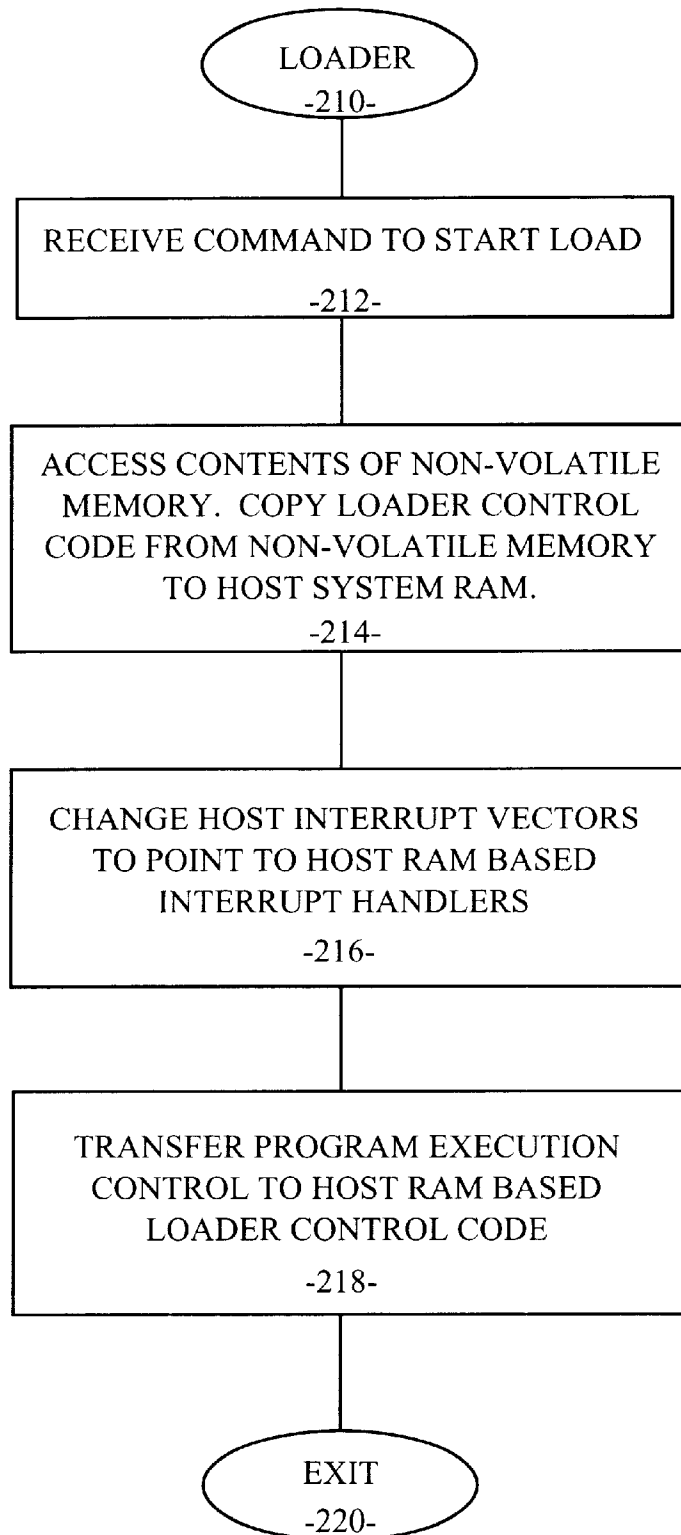 LOADER
-210-
RECEIVE COMMAND TO START LOAD
-212-
ACCESS CONTENTS OF NON-VOLATILE
MEMORY. COPY LOADER CONTROL
CODE FROM NON-VOLATILE MEMORY
TO HOST SYSTEM RAM.
-214-
CHANGE HOST INTERRUPT VECTORS
TO POINT TO HOST RAM BASED
INTERRUPT HANDLERS
-216-
TRANSFER PROGRAM EXECUTION
CONTROL TO HOST RAM BASED
LOADER CONTROL CODE
-218-
EXIT
-220-